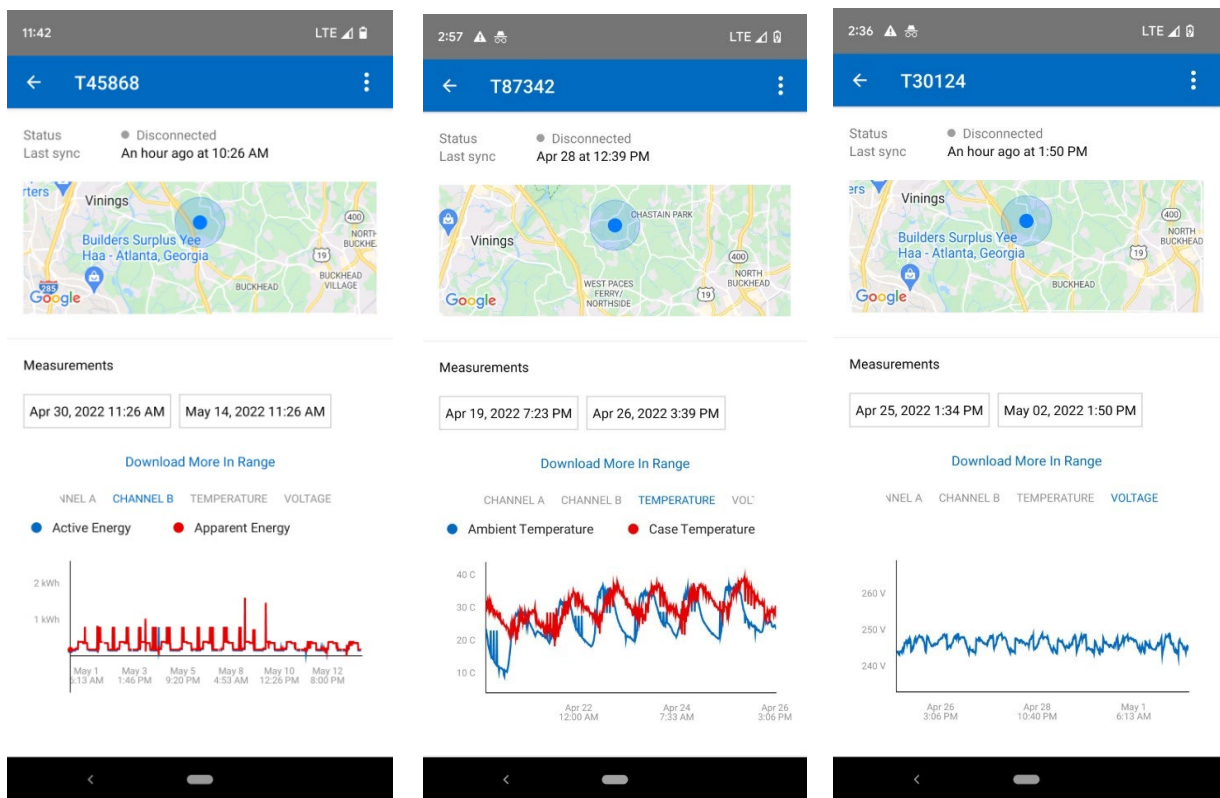 11:42
LTE
T45868
Status Disconnected
Last sync An hour ago at 10:26 AM
rters
Vinings
400
NORTH
BUCKHE
Builders Surplus Yee
Haa - Atlanta, Georgia
19
BUCKHEAD
VILLAGE
285
BUCKHEAD
Google
Measurements
Apr 30, 2022 11:26 AM May 14, 2022 11:26 AM
Download More In Range
NNEL A CHANNEL B TEMPERATURE VOLTAGE
Active Energy Apparent Energy
2 kWh
1 kWh
May 1 May 3 May 5 May 8 May 10 May 12
5:13 AM 1:46 PM 9:20 PM 4:53 AM 12:26 PM 8:00 PM
2:57
LTE
T87342
Status Disconnected
Last sync Apr 28 at 12:39 PM
CHASTAIN PARK
Vinings
400
NORTH
BUCKHEAD
WEST PACES
FERRY/
NORTHSIDE
19
Google
Measurements
Apr 19, 2022 7:23 PM Apr 26, 2022 3:39 PM
Download More In Range
CHANNEL A CHANNEL B TEMPERATURE VOL
Ambient Temperature Case Temperature
40 C
30 C
20 C
10 C
Apr 22 Apr 24 Apr 26
12:00 AM 7:33 AM 3:06 PM
2:36
LTE
T30124
Status Disconnected
Last sync An hour ago at 1:50 PM
ers
Vinings
400
NORTH
BUCKHEAD
Builders Surplus Yee
Haa - Atlanta, Georgia
19
BUCKHEAD
Google
Measurements
Apr 25, 2022 1:34 PM May 02, 2022 1:50 PM
Download More In Range
NNEL A CHANNEL B TEMPERATURE VOLTAGE
260 V
250 V
240 V
Apr 26 Apr 28 May 1
3:06 PM 10:40 PM 6:13 AM